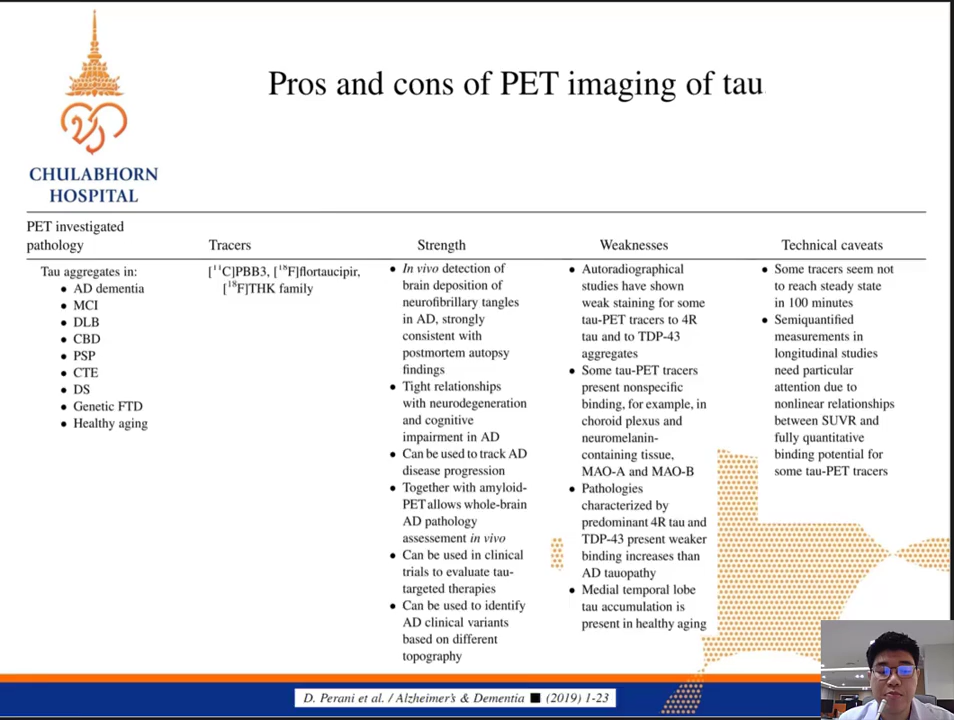 Pros and cons of PET imaging of tau
CHULABHORN
HOSPITAL
PET investigated
pathology
Tracers
Strength
Weaknesses
Technical caveats
Tau aggregates in:
● AD dementia
● MCI
● DLB
● CBD
● PSP
● CTE
● DS
● Genetic FTD
● Healthy aging
[¹¹C]PBB3, [¹⁸F]flortaucipir,
[¹⁸F]THK family
● In vivo detection of
brain deposition of
neurofibrillary tangles
in AD, strongly
consistent with
postmortem autopsy
findings
● Tight relationships
with neurodegeneration
and cognitive
impairment in AD
● Can be used to track AD
disease progression
● Together with amyloid-
PET allows whole-brain
AD pathology
assessement in vivo
● Can be used in clinical
trials to evaluate tau-
targeted therapies
● Can be used to identify
AD clinical variants
based on different
topography
● Autoradiographical
studies have shown
weak staining for some
tau-PET tracers to 4R
tau and to TDP-43
aggregates
● Some tau-PET tracers
present nonspecific
binding, for example, in
choroid plexus and
neuromelanin-
containing tissue,
MAO-A and MAO-B
● Pathologies
characterized by
predominant 4R tau and
TDP-43 present weaker
binding increases than
AD tauopathy
● Medial temporal lobe
tau accumulation is
present in healthy aging
● Some tracers seem not
to reach steady state
in 100 minutes
● Semiquantified
measurements in
longitudinal studies
need particular
attention due to
nonlinear relationships
between SUVR and
fully quantitative
binding potential for
some tau-PET tracers
D. Perani et al. / Alzheimer's & Dementia ■ (2019) 1-23